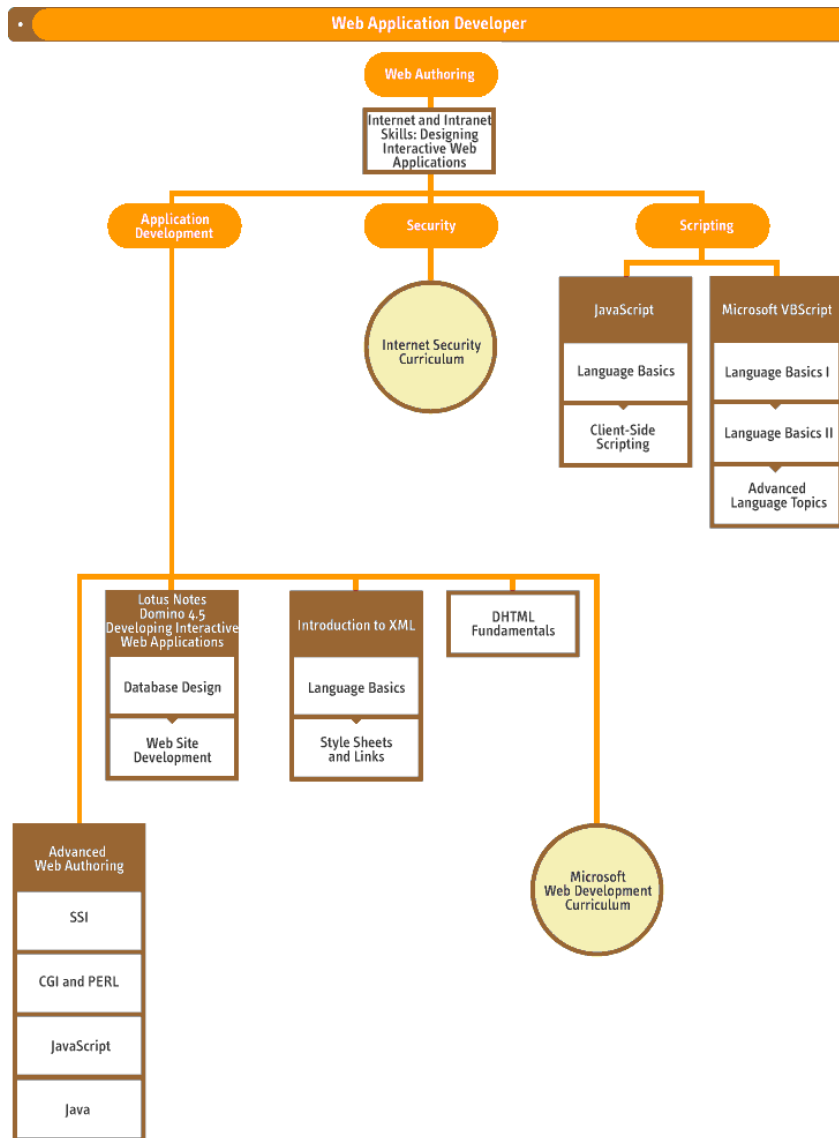 Web Application Developer
Web Authoring
Internet and Intranet
Skills: Designing
Interactive Web
Applications
Application
Development
Security
Scripting
Internet Security
Curriculum
JavaScript
Language Basics
Client-Side
Scripting
Microsoft VBScript
Language Basics I
Language Basics II
Advanced
Language Topics
Lotus Notes
Domino 4.5
Developing Interactive
Web Applications
Database Design
Web Site
Development
Introduction to XML
Language Basics
Style Sheets
and Links
DHTML
Fundamentals
Advanced
Web Authoring
SSI
CGI and PERL
JavaScript
Java
Microsoft
Web Development
Curriculum